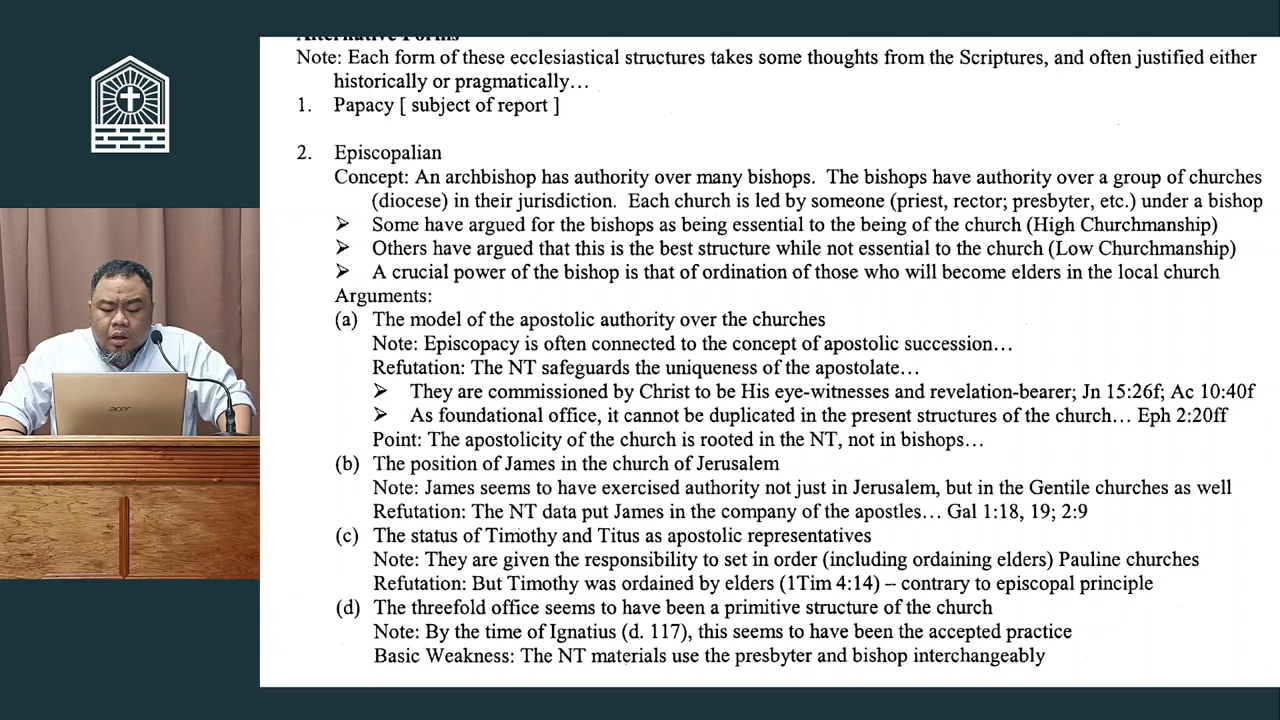 Alternative Forms
Note: Each form of these ecclesiastical structures takes some thoughts from the Scriptures, and often justified either
historically or pragmatically…
1. Papacy [ subject of report ]
2. Episcopalian
Concept: An archbishop has authority over many bishops. The bishops have authority over a group of churches
(diocese) in their jurisdiction. Each church is led by someone (priest, rector; presbyter, etc.) under a bishop
➢ Some have argued for the bishops as being essential to the being of the church (High Churchmanship)
➢ Others have argued that this is the best structure while not essential to the church (Low Churchmanship)
➢ A crucial power of the bishop is that of ordination of those who will become elders in the local church
Arguments:
(a) The model of the apostolic authority over the churches
Note: Episcopacy is often connected to the concept of apostolic succession…
Refutation: The NT safeguards the uniqueness of the apostolate…
➢ They are commissioned by Christ to be His eye-witnesses and revelation-bearer; Jn 15:26f; Ac 10:40f
➢ As foundational office, it cannot be duplicated in the present structures of the church… Eph 2:20ff
Point: The apostolicity of the church is rooted in the NT, not in bishops…
(b) The position of James in the church of Jerusalem
Note: James seems to have exercised authority not just in Jerusalem, but in the Gentile churches as well
Refutation: The NT data put James in the company of the apostles… Gal 1:18, 19; 2:9
(c) The status of Timothy and Titus as apostolic representatives
Note: They are given the responsibility to set in order (including ordaining elders) Pauline churches
Refutation: But Timothy was ordained by elders (1Tim 4:14) – contrary to episcopal principle
(d) The threefold office seems to have been a primitive structure of the church
Note: By the time of Ignatius (d. 117), this seems to have been the accepted practice
Basic Weakness: The NT materials use the presbyter and bishop interchangeably
acer